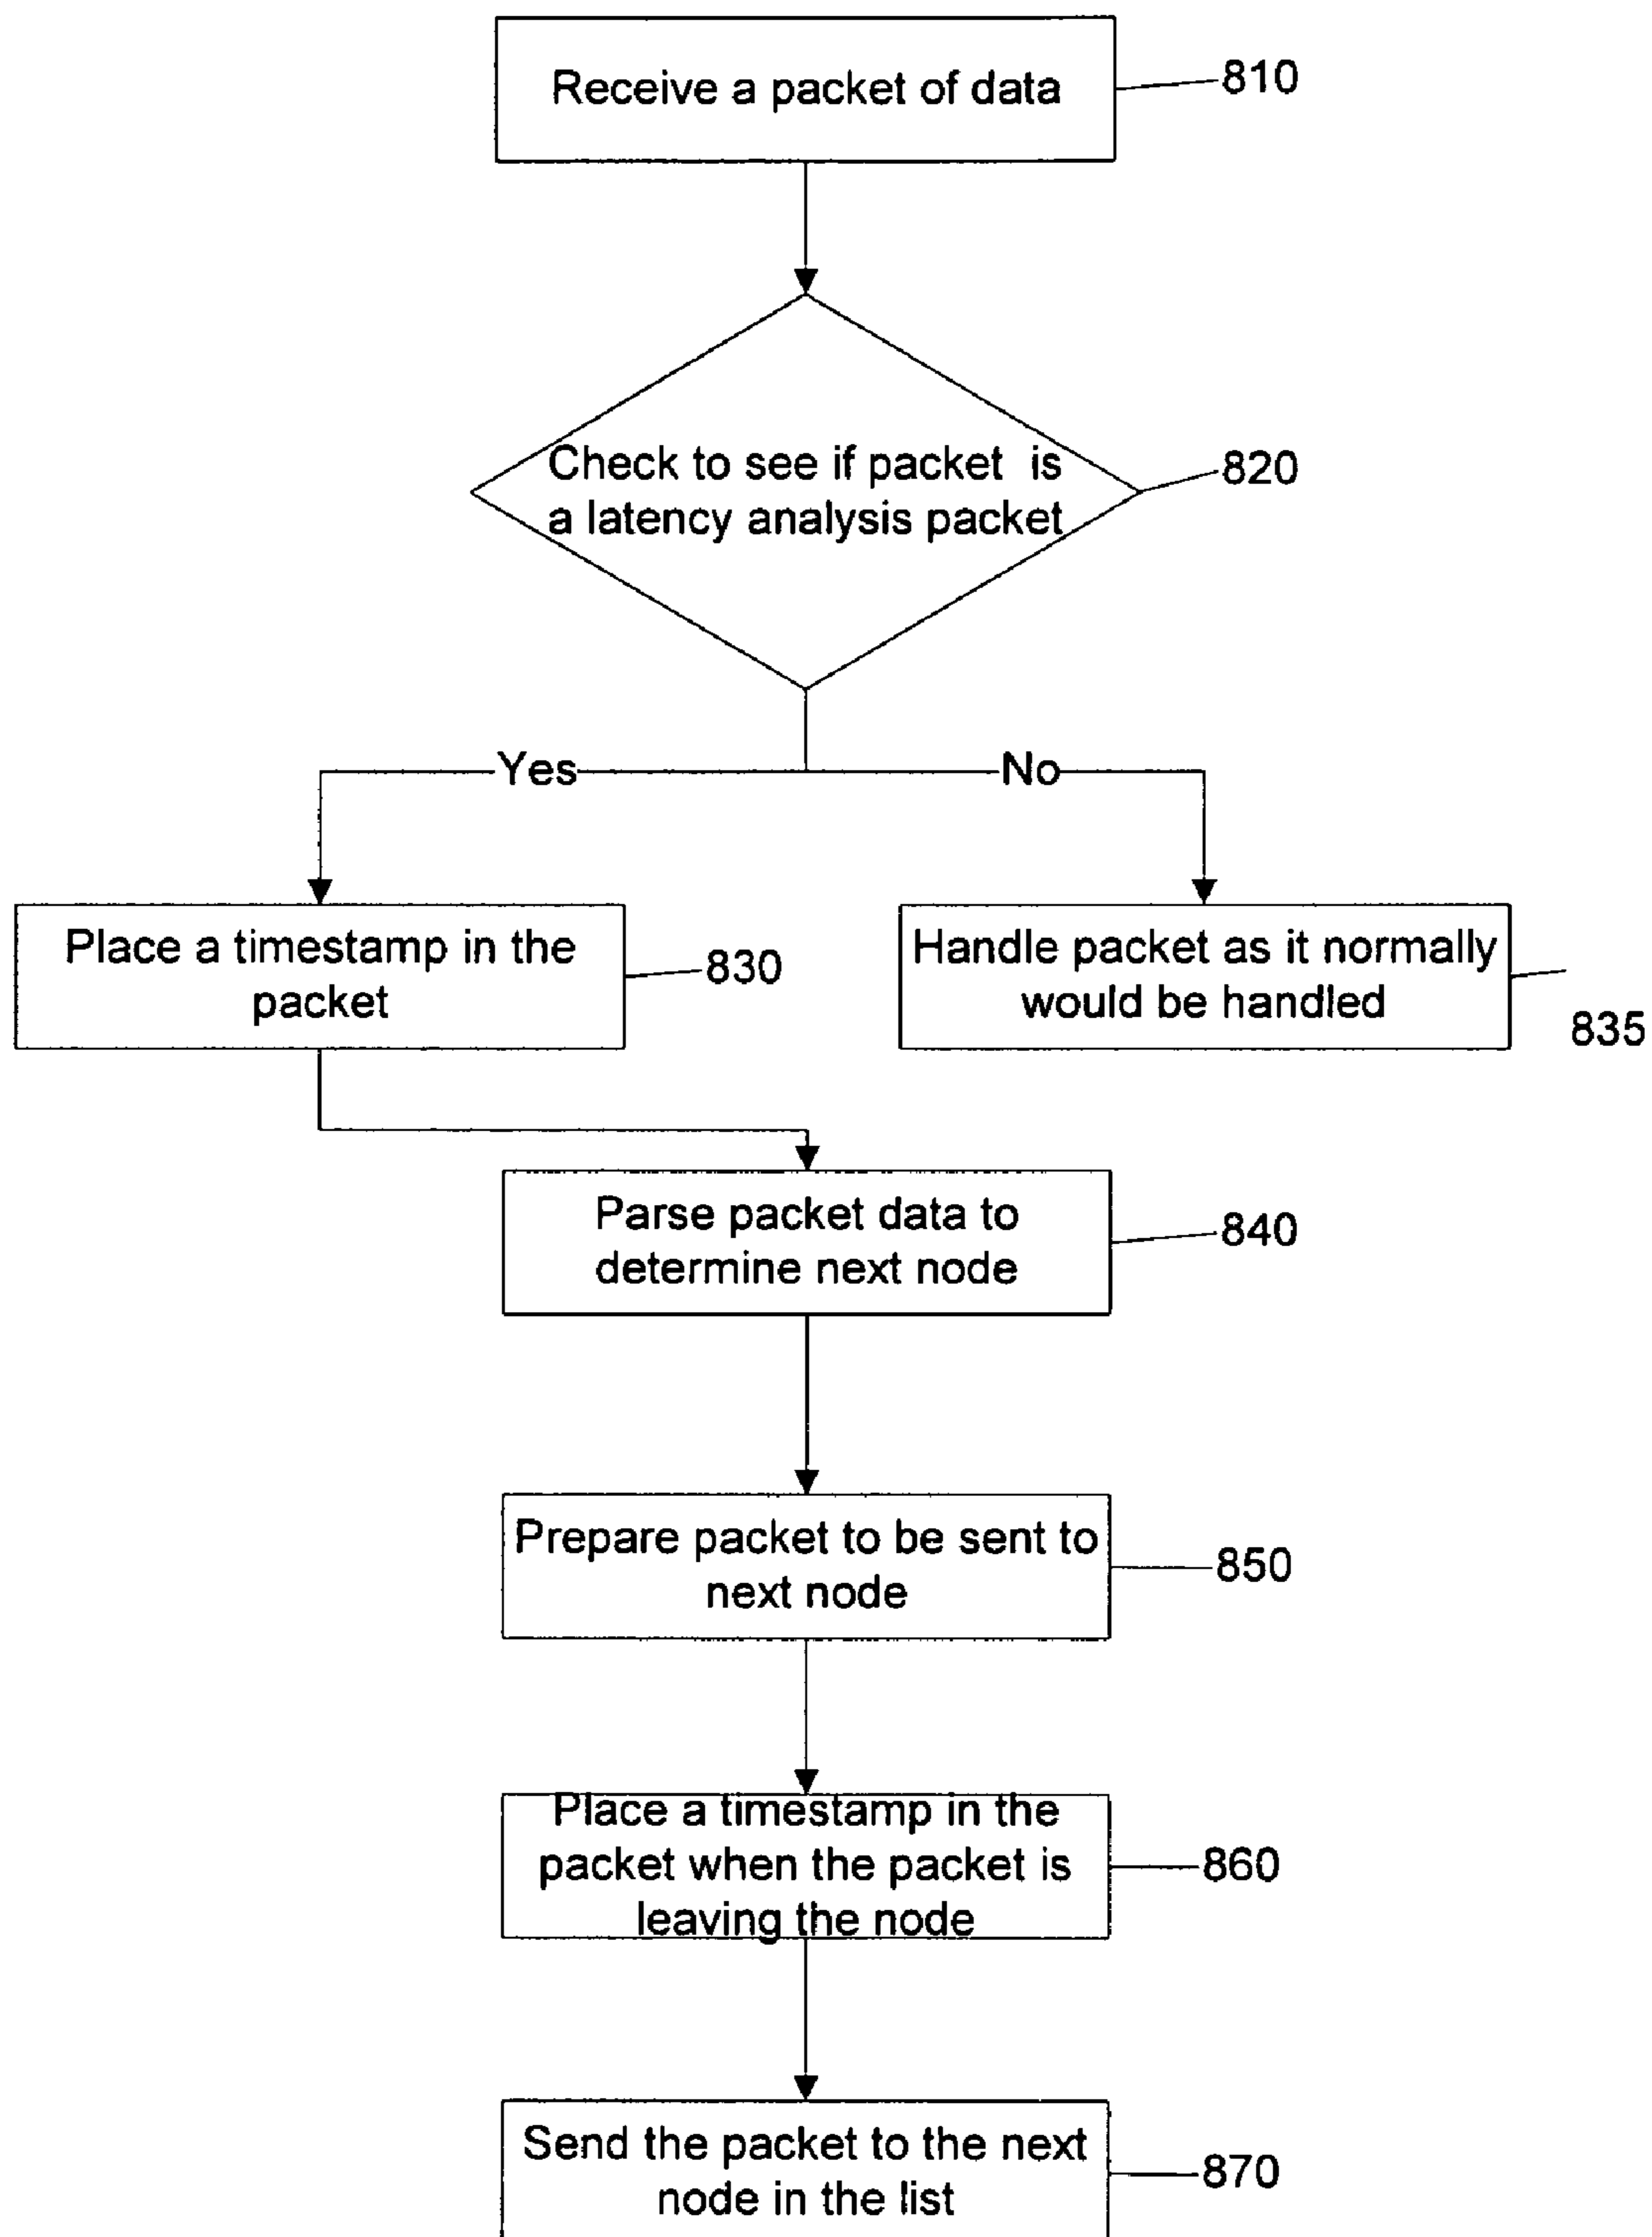 Receive a packet of data
810
Check to see if packet is
a latency analysis packet
820
Yes
No
Place a timestamp in the
packet
830
Handle packet as it normally
would be handled
835
Parse packet data to
determine next node
840
Prepare packet to be sent to
next node
850
Place a timestamp in the
packet when the packet is
leaving the node
860
Send the packet to the next
node in the list
870